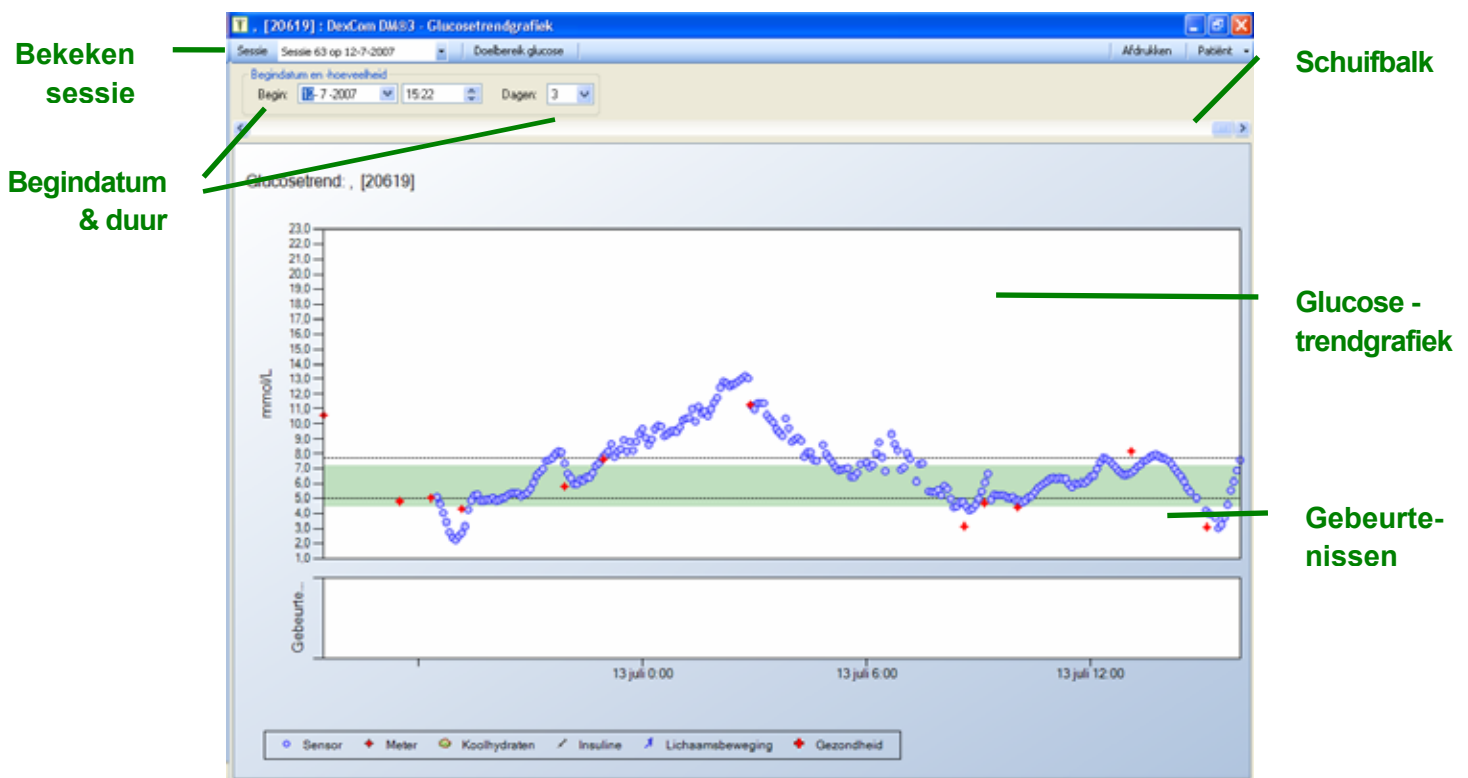 , [20619] : DexCom DM®3 - Glucosetrendgrafiek
Bekeken
sessie
Sessie Sessie 63 op 12-7-2007 Doelbereik glucose Afdrukken Patiënt
Schuifbalk
Begindatum en -hoeveelheid
Begin: 12- 7 -2007 15:22 Dagen: 3
Begindatum
& duur
Glucosetrend: , [20619]
23,0
22,0
21,0
20,0
19,0
18,0
17,0
16,0
15,0
14,0
13,0
12,0
11,0
10,0
9,0
8,0
7,0
6,0
5,0
4,0
3,0
2,0
1,0
mmol/L
Glucose -
trendgrafiek
Gebeurte-
nissen
Gebeurte...
13 juli 0:00 13 juli 6:00 13 juli 12:00
Sensor Meter Koolhydraten Insuline Lichaamsbeweging Gezondheid